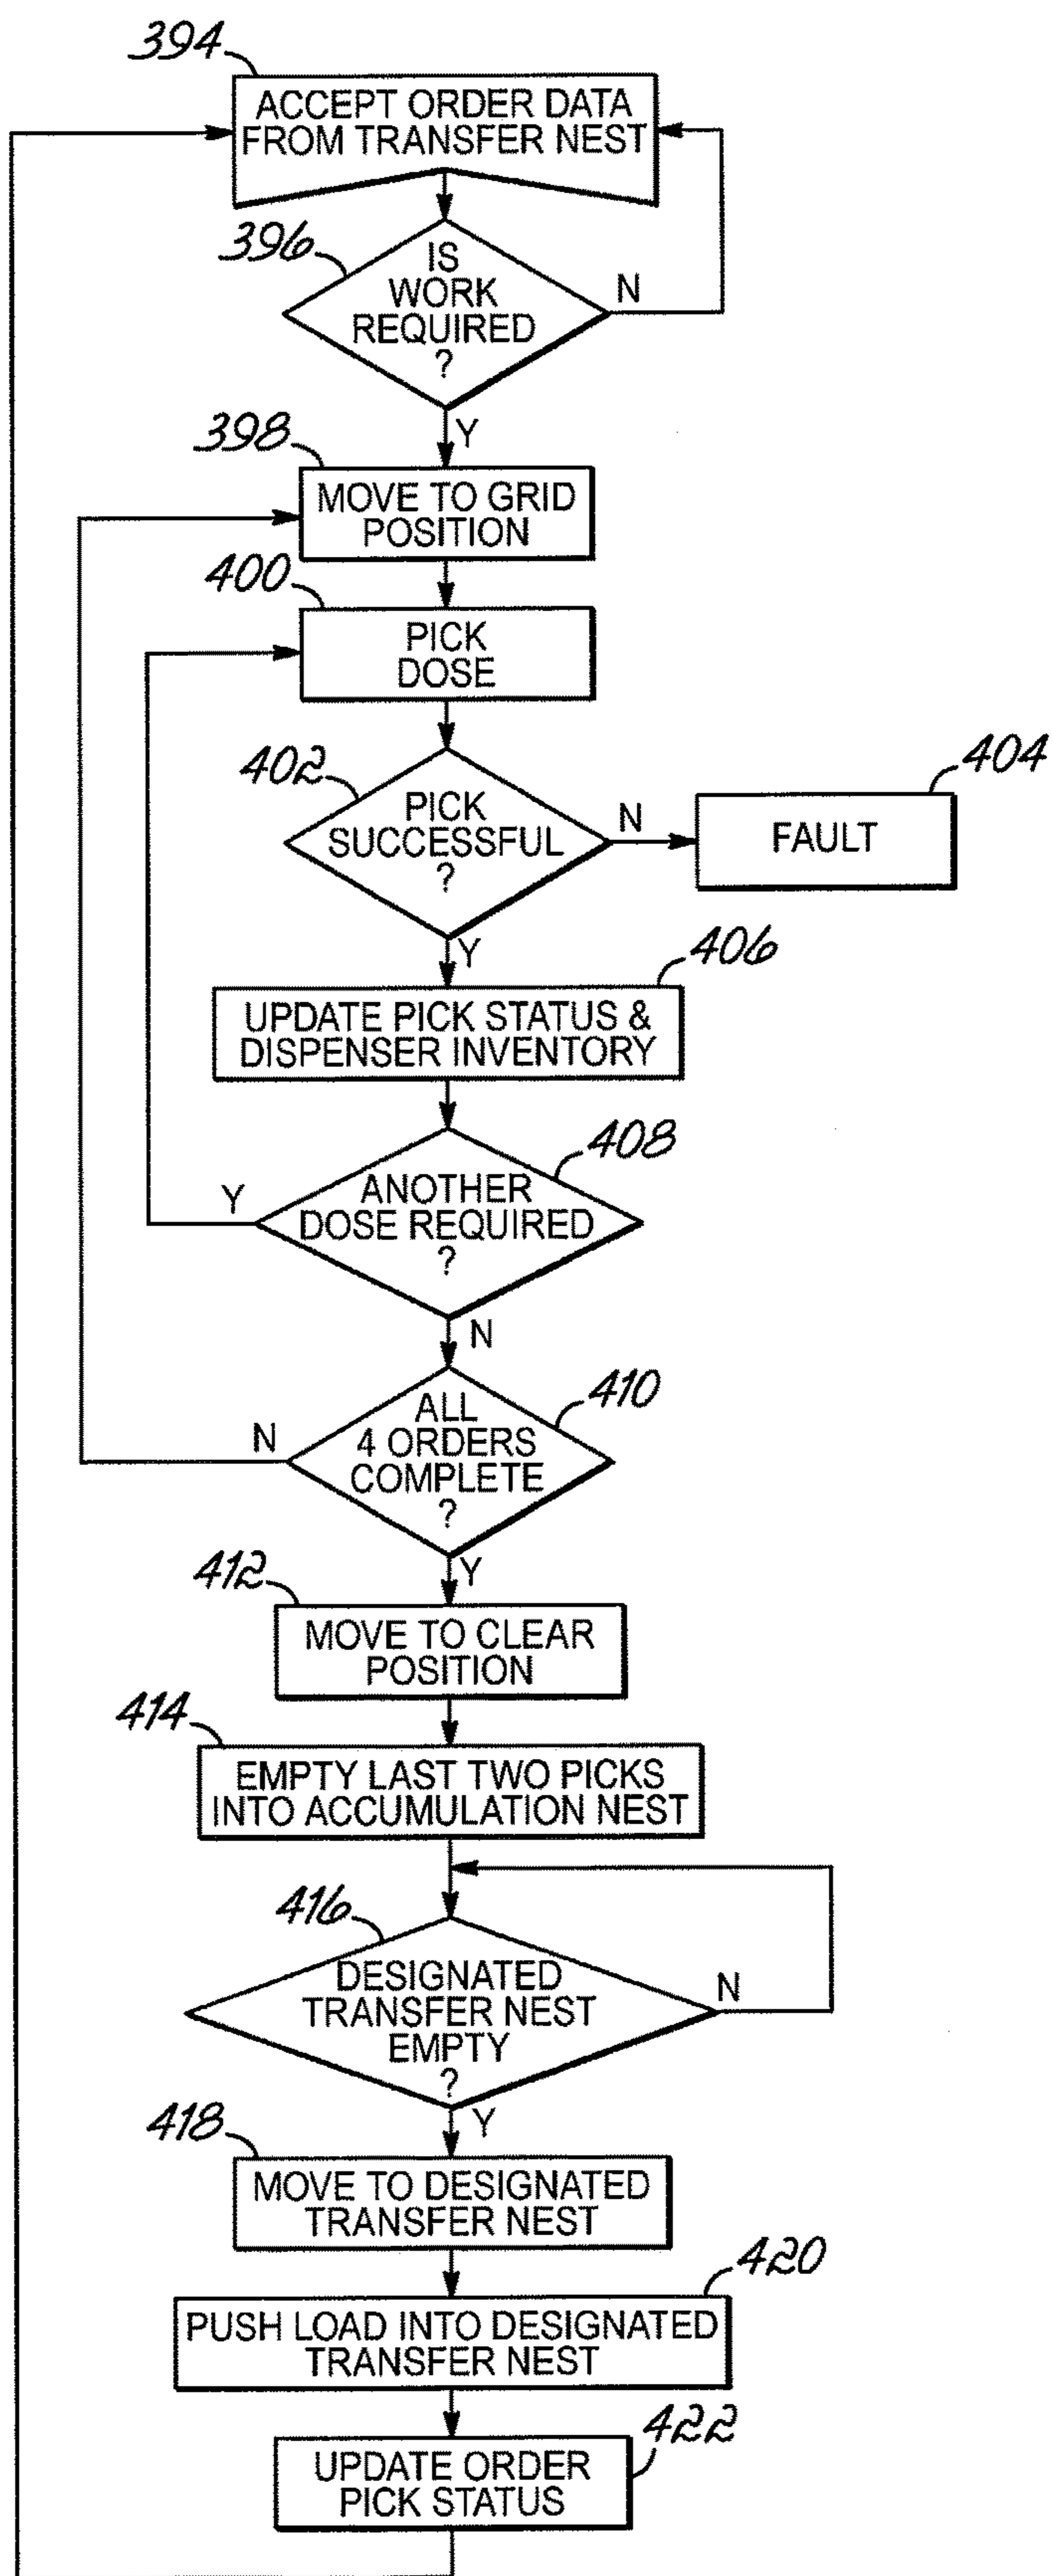 394
ACCEPT ORDER DATA
FROM TRANSFER NEST
396
IS
WORK
REQUIRED
?
N
Y
398
MOVE TO GRID
POSITION
400
PICK
DOSE
402
PICK
SUCCESSFUL
?
N
404
FAULT
Y
406
UPDATE PICK STATUS &
DISPENSER INVENTORY
408
ANOTHER
DOSE REQUIRED
?
Y
N
410
ALL
4 ORDERS
COMPLETE
?
N
Y
412
MOVE TO CLEAR
POSITION
414
EMPTY LAST TWO PICKS
INTO ACCUMULATION NEST
416
DESIGNATED
TRANSFER NEST
EMPTY
?
N
Y
418
MOVE TO DESIGNATED
TRANSFER NEST
420
PUSH LOAD INTO DESIGNATED
TRANSFER NEST
422
UPDATE ORDER
PICK STATUS